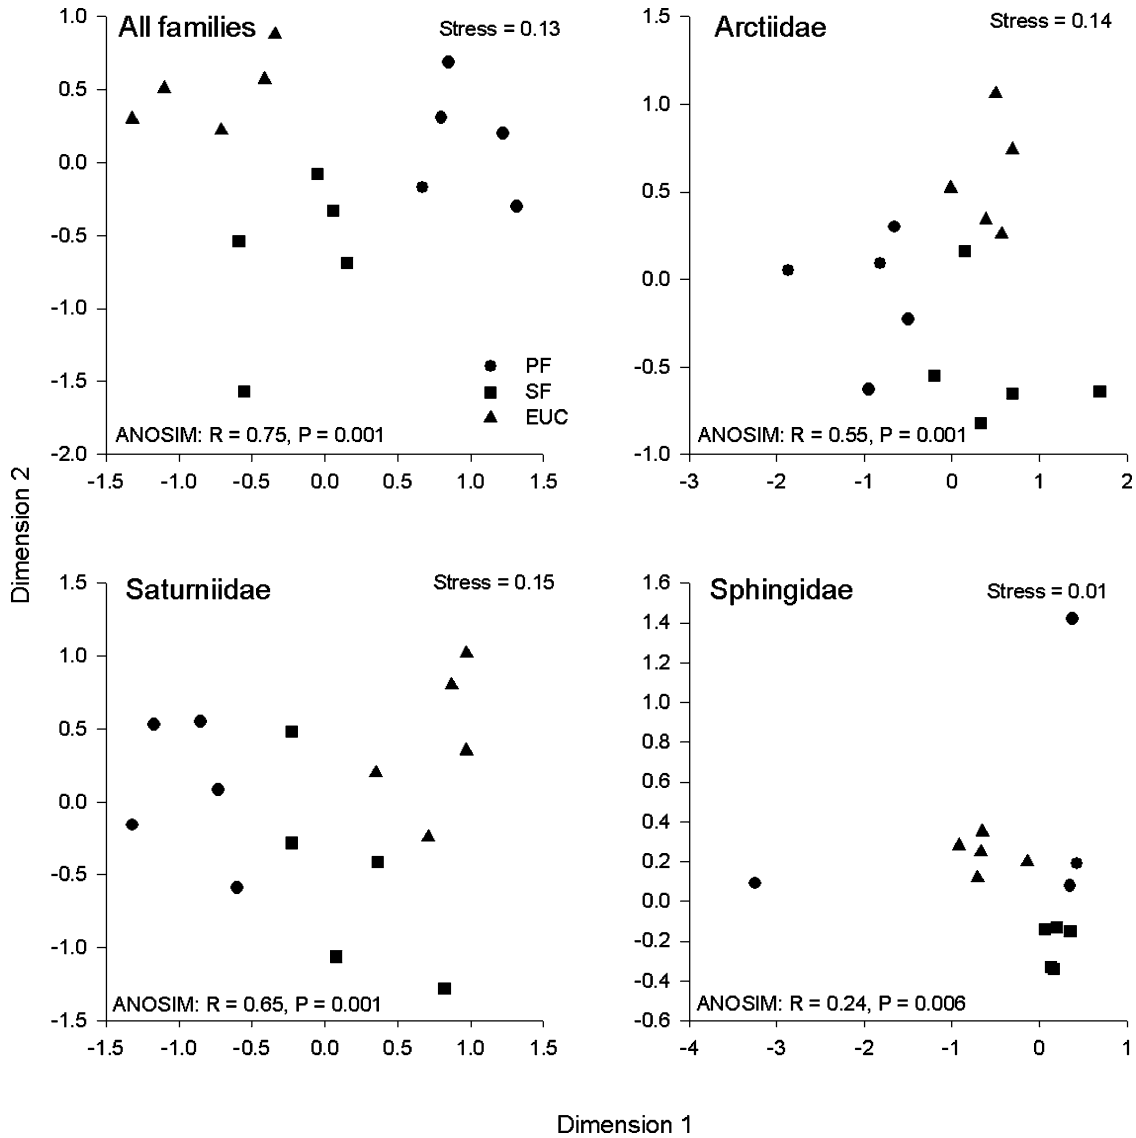 All families
Stress = 0.13
1.0
0.5
0.0
-0.5
-1.0
-1.5
-2.0
PF
SF
EUC
ANOSIM: R = 0.75, P = 0.001
-1.5 -1.0 -0.5 0.0 0.5 1.0 1.5
Arctiidae
Stress = 0.14
1.5
1.0
0.5
0.0
-0.5
-1.0
ANOSIM: R = 0.55, P = 0.001
-3 -2 -1 0 1 2
Dimension 2
Saturniidae
Stress = 0.15
1.5
1.0
0.5
0.0
-0.5
-1.0
-1.5
ANOSIM: R = 0.65, P = 0.001
-1.5 -1.0 -0.5 0.0 0.5 1.0 1.5
Sphingidae
Stress = 0.01
1.6
1.4
1.2
1.0
0.8
0.6
0.4
0.2
0.0
-0.2
-0.4
-0.6
ANOSIM: R = 0.24, P = 0.006
-4 -3 -2 -1 0 1
Dimension 1